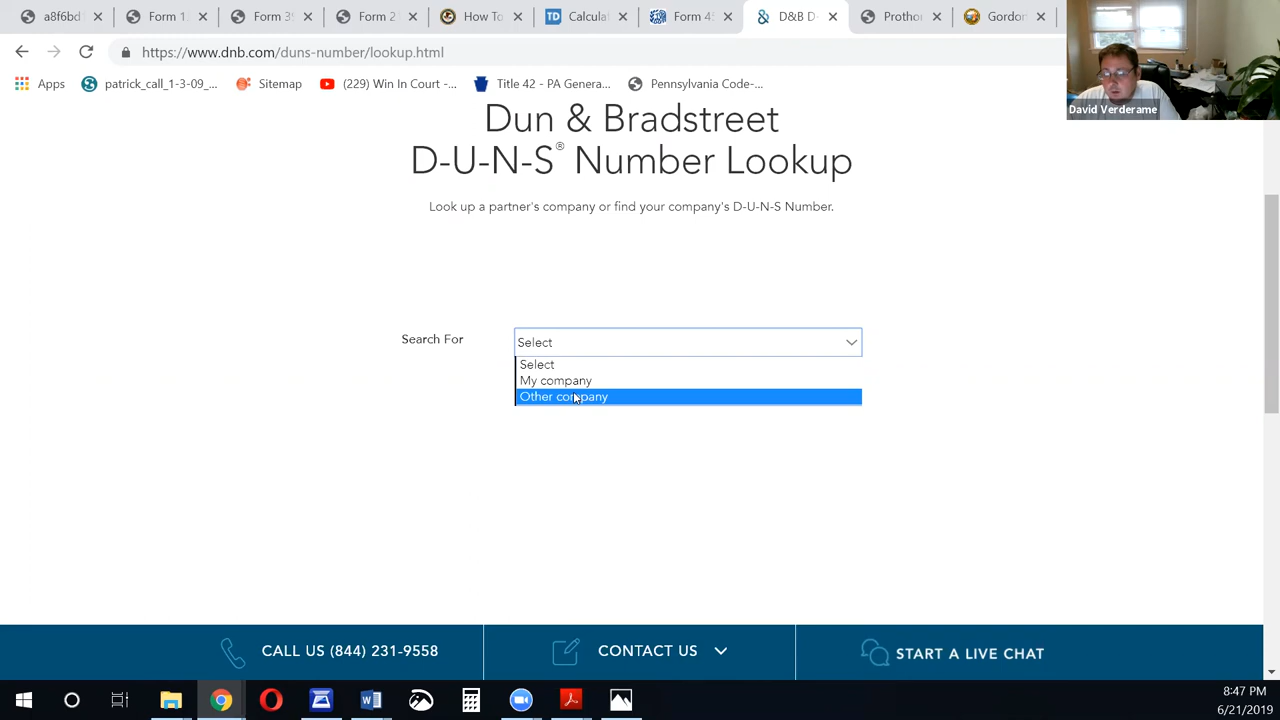 a8f6bd
Form 1
Form 3
Form 2
How To
TD
Calcula
Form 4
D&B D-
Prothon
Gordon
https://www.dnb.com/duns-number/lookup.html
Apps
patrick_call_1-3-09_...
Sitemap
(229) Win In Court -...
Title 42 - PA Genera...
Pennsylvania Code-...
David Verderame
Dun & Bradstreet
D-U-N-S® Number Lookup
Look up a partner's company or find your company's D-U-N-S Number.
Search For
Select
Select
My company
Other company
CALL US (844) 231-9558
CONTACT US
START A LIVE CHAT
8:47 PM
6/21/2019